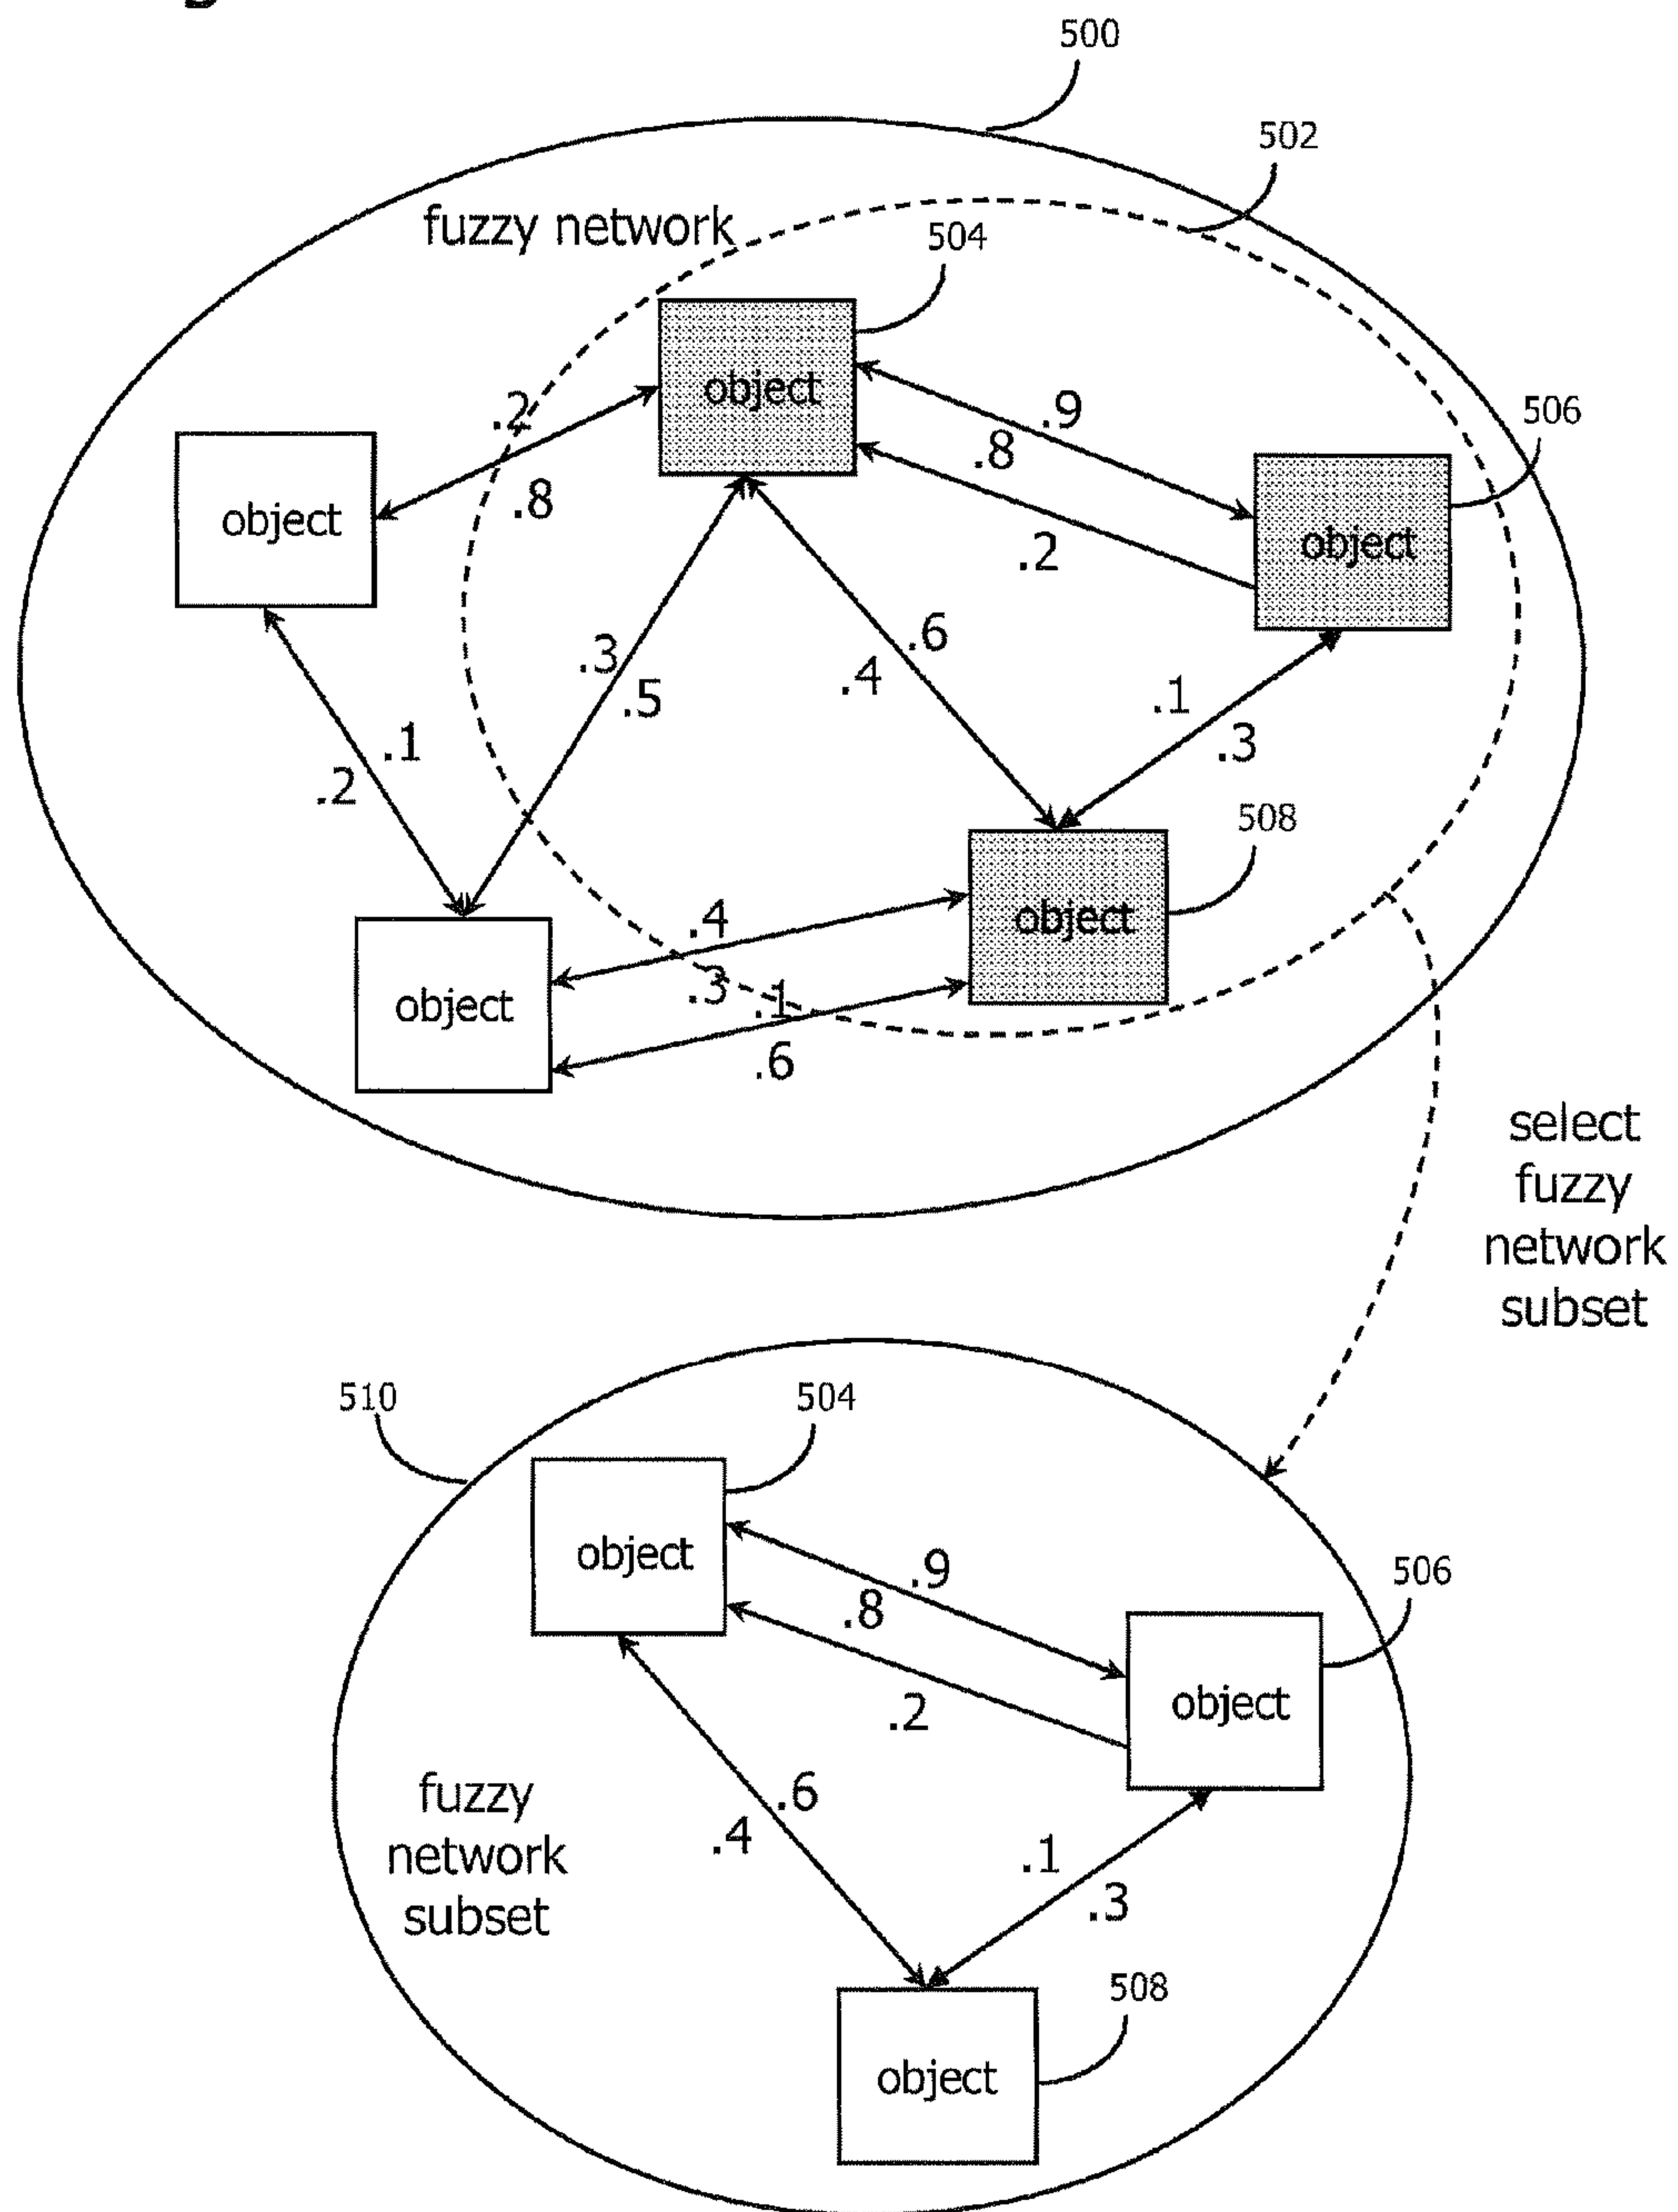 500
502
fuzzy network
504
object
.2
.9
506
.8
.8
object
object
.2
.6
.3
.4
.5
.1
.1
.3
.2
508
.4
object
.3
.1
object
.6
select
fuzzy
network
subset
510
504
object
.9
506
.8
object
.2
fuzzy
.6
network
.4
.1
subset
.3
508
object